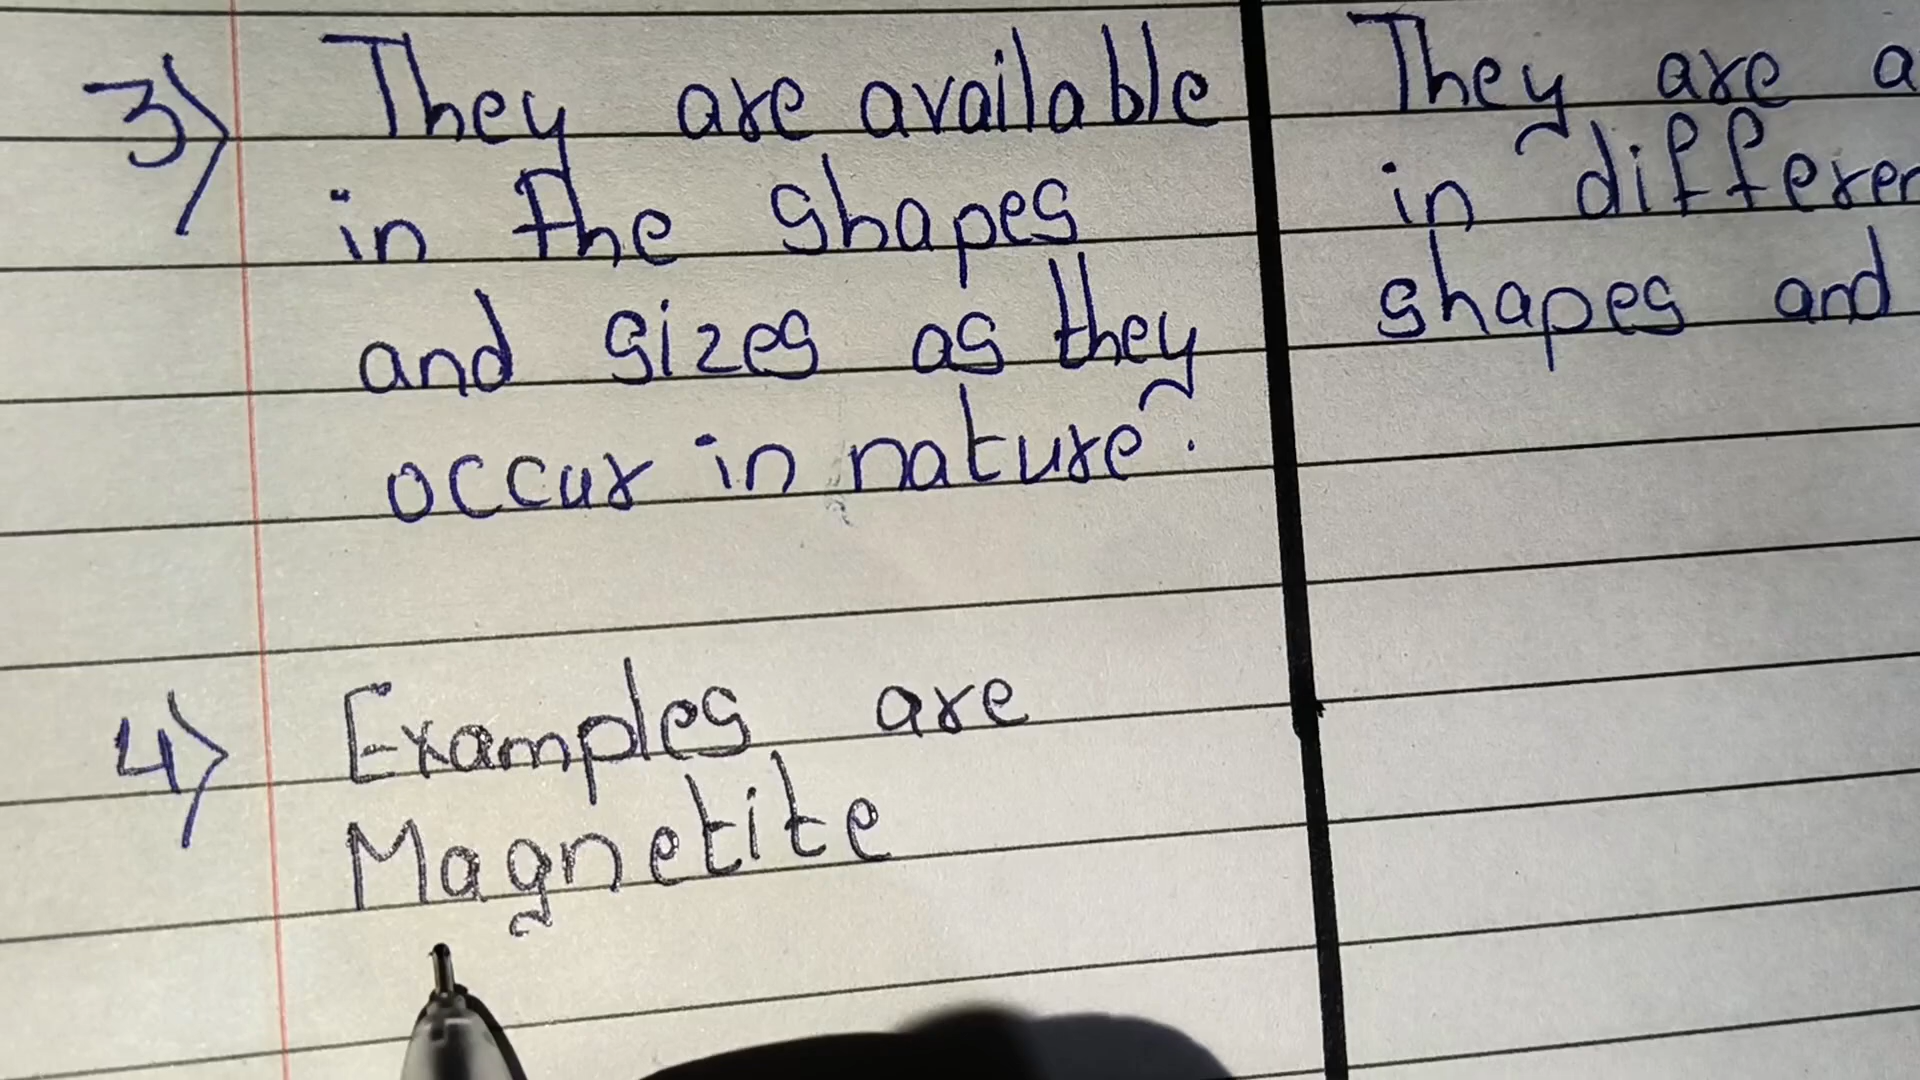 3) They are available
in the shapes
and sizes as they
occur in nature.
4) Examples are
Magnetite
They are
in
shapes and